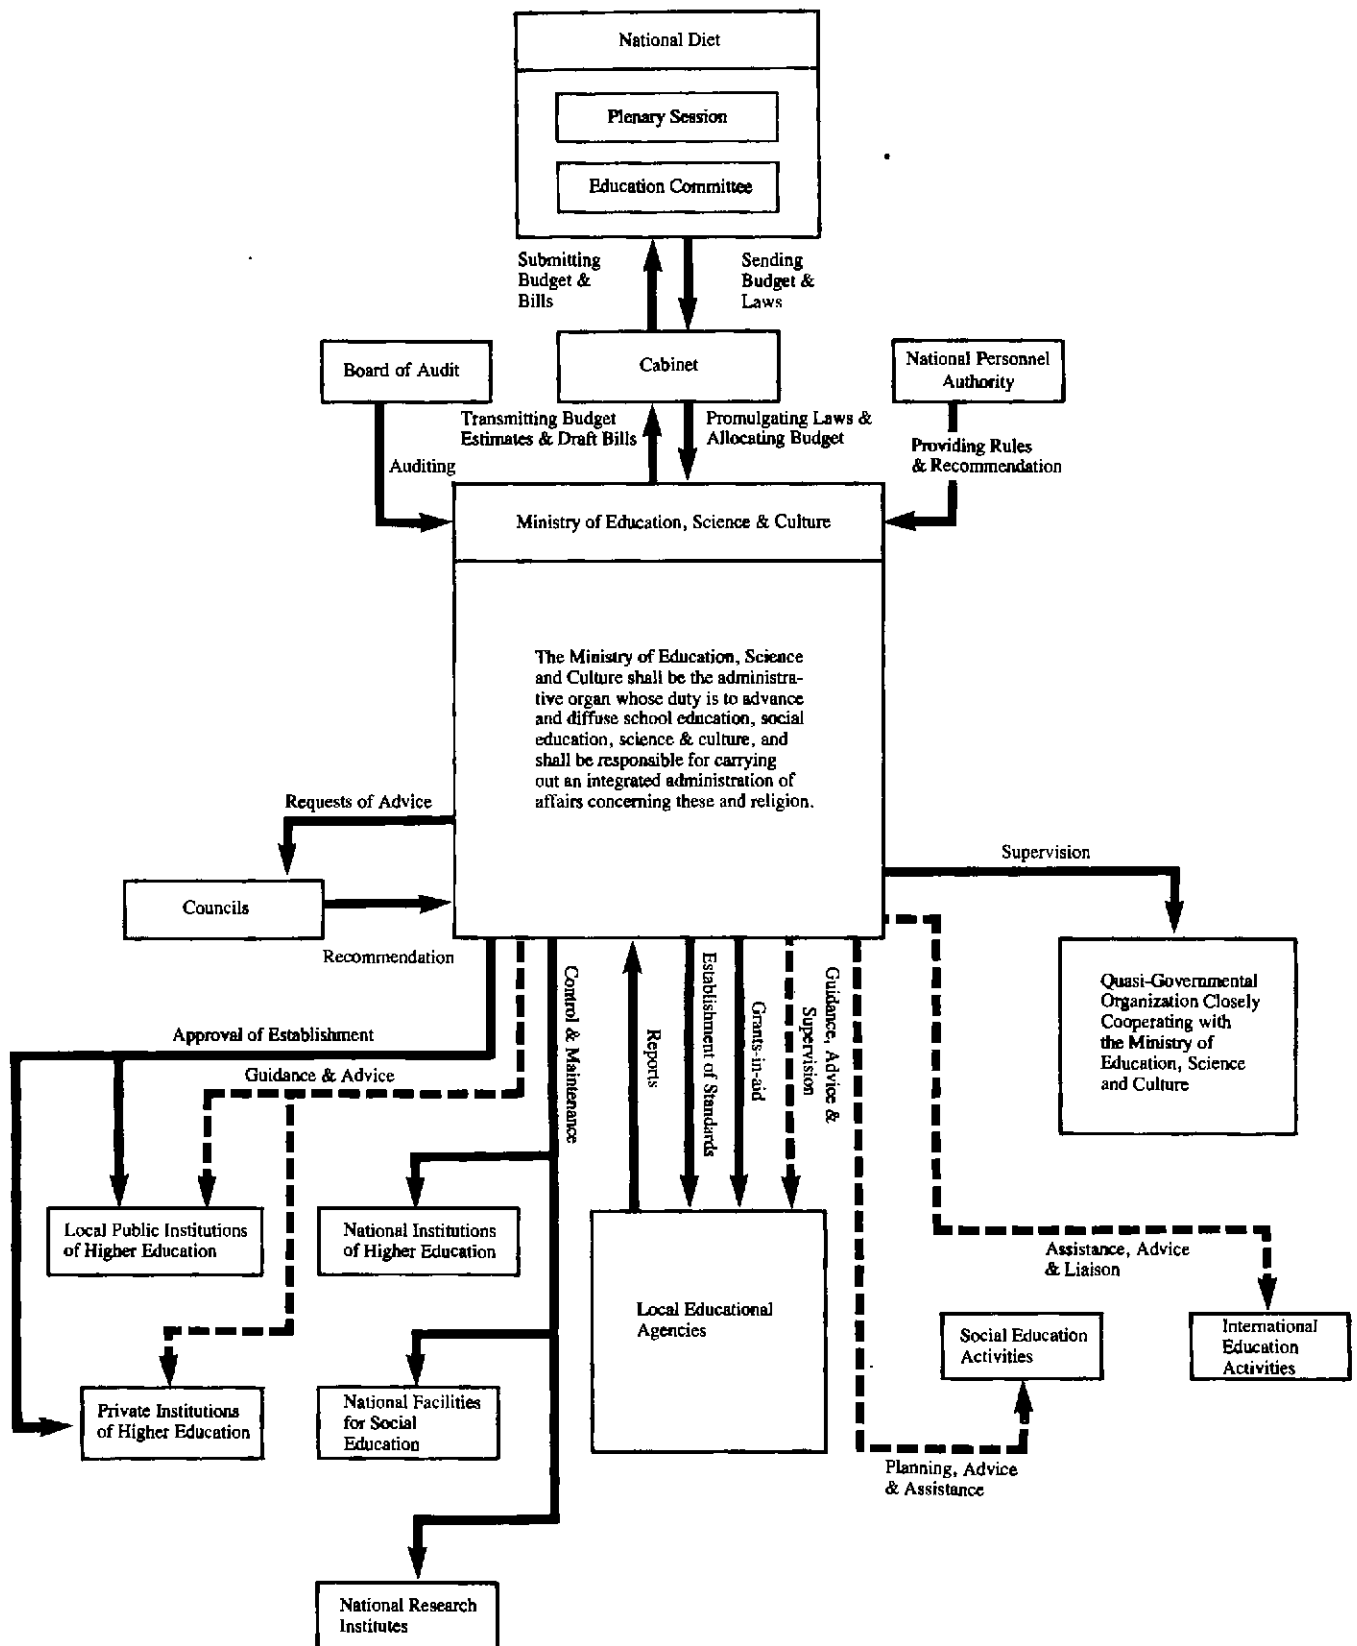 National Diet
Plenary Session
Education Committee
Submitting
Budget &
Bills
Sending
Budget &
Laws
Board of Audit
Cabinet
National Personnel
Authority
Transmitting Budget
Estimates & Draft Bills
Promulgating Laws &
Allocating Budget
Providing Rules
& Recommendation
Auditing
Ministry of Education, Science & Culture
The Ministry of Education, Science
and Culture shall be the administra-
tive organ whose duty is to advance
and diffuse school education, social
education, science & culture, and
shall be responsible for carrying
out an integrated administration of
affairs concerning these and religion.
Requests of Advice
Councils
Recommendation
Supervision
Quasi-Governmental
Organization Closely
Cooperating with
the Ministry of
Education, Science
and Culture
Approval of Establishment
Guidance & Advice
Control & Maintenance
Reports
Establishment of Standards
Grants-in-aid
Guidance, Advice &
Supervision
Local Public Institutions
of Higher Education
National Institutions
of Higher Education
Local Educational
Agencies
Assistance, Advice
& Liaison
Social Education
Activities
International
Education
Activities
Private Institutions
of Higher Education
National Facilities
for Social
Education
Planning, Advice
& Assistance
National Research
Institutes